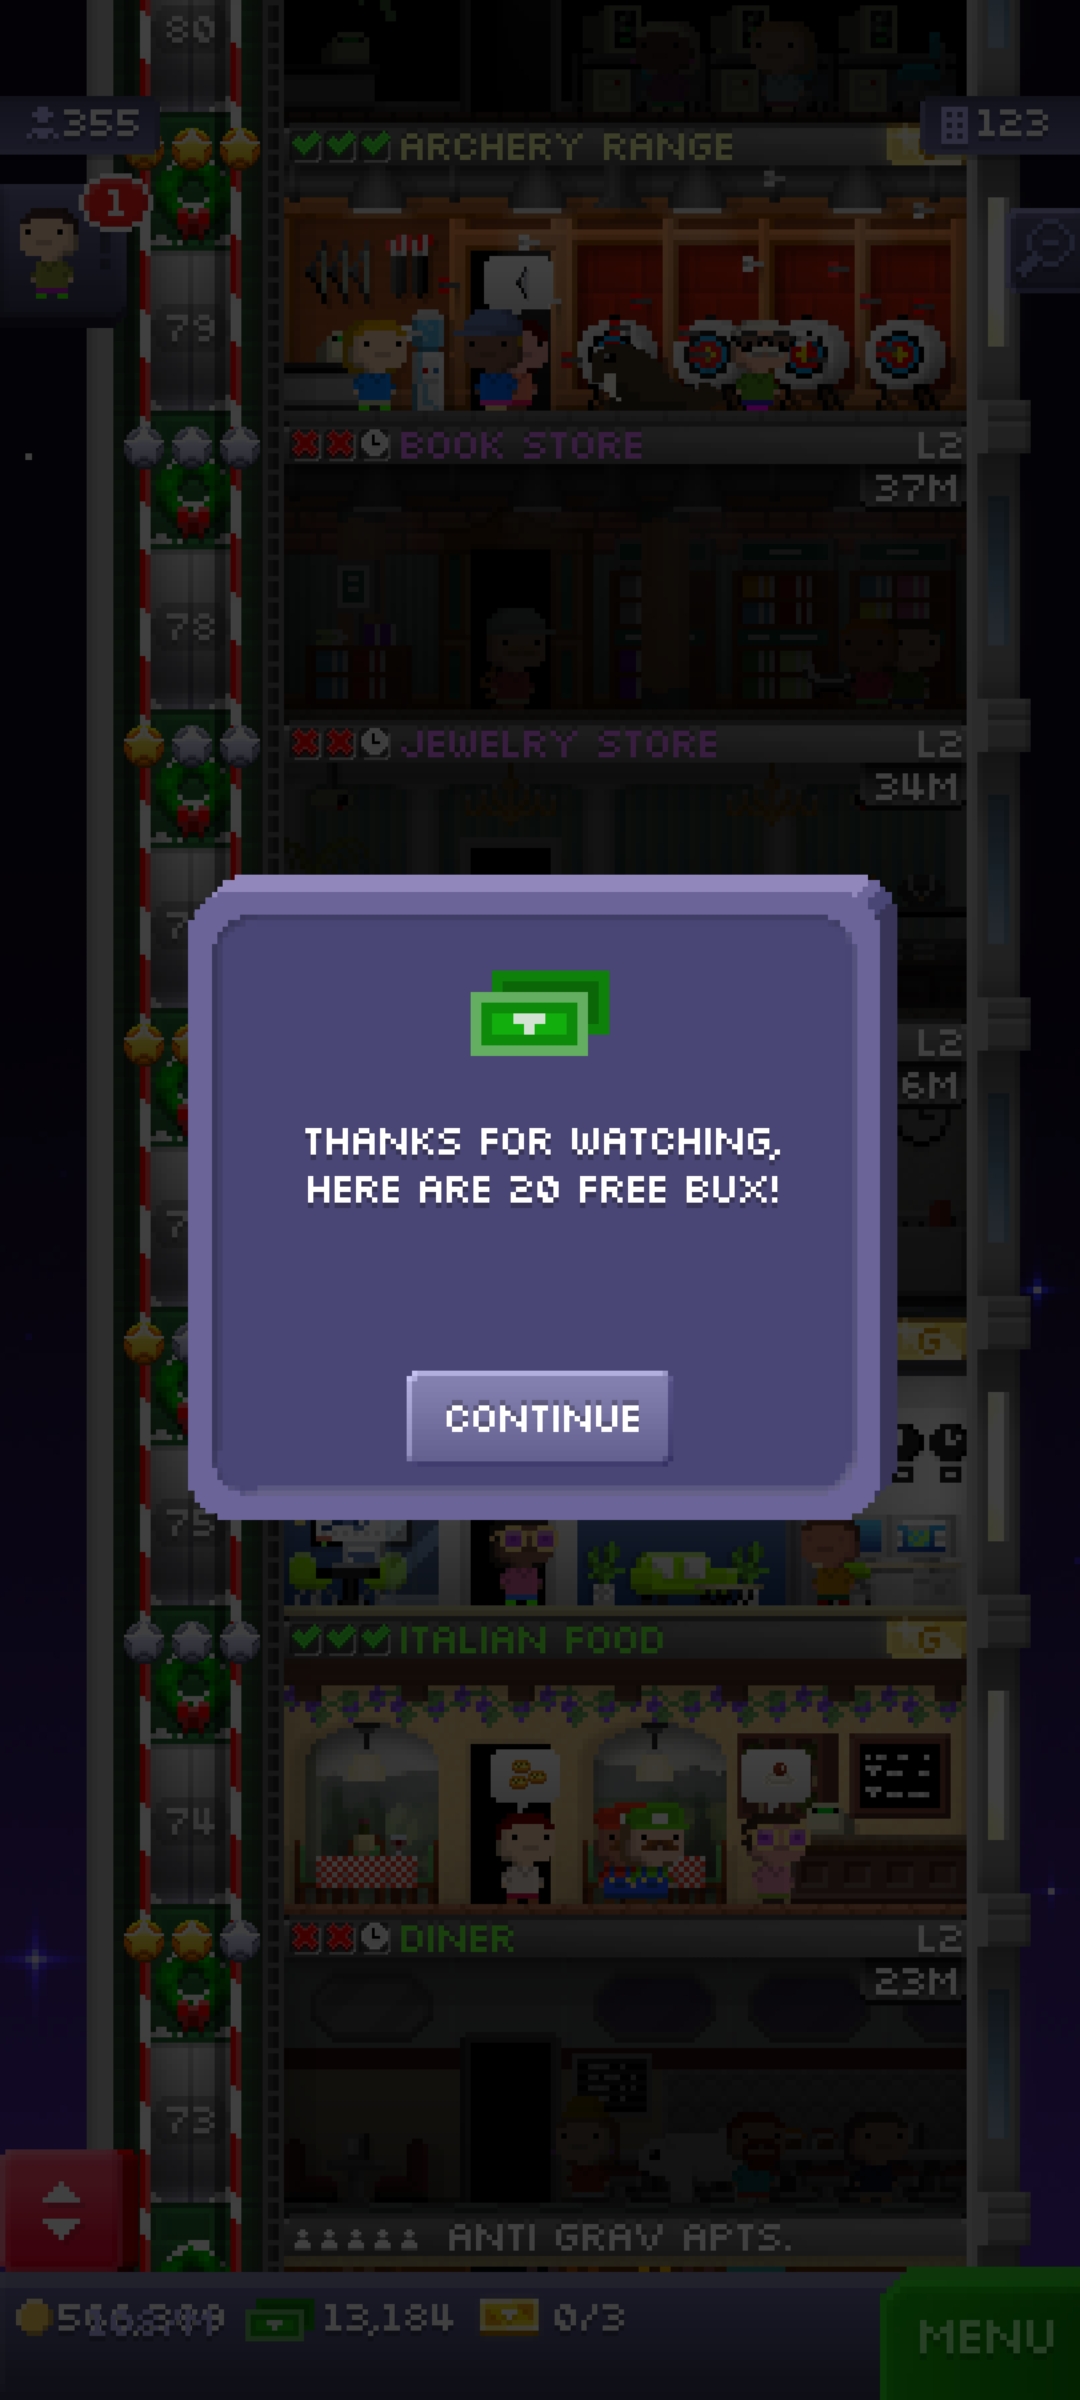 80
355
123
ARCHERY RANGE
1
79
BOOK STORE
L2
37M
78
JEWELRY STORE
L2
34M
L2
6M
THANKS FOR WATCHING,
HERE ARE 20 FREE BUX!
G
CONTINUE
75
ITALIAN FOOD
G
74
DINER
L2
23M
73
ANTI GRAV APTS.
13,184
0/3
MENU